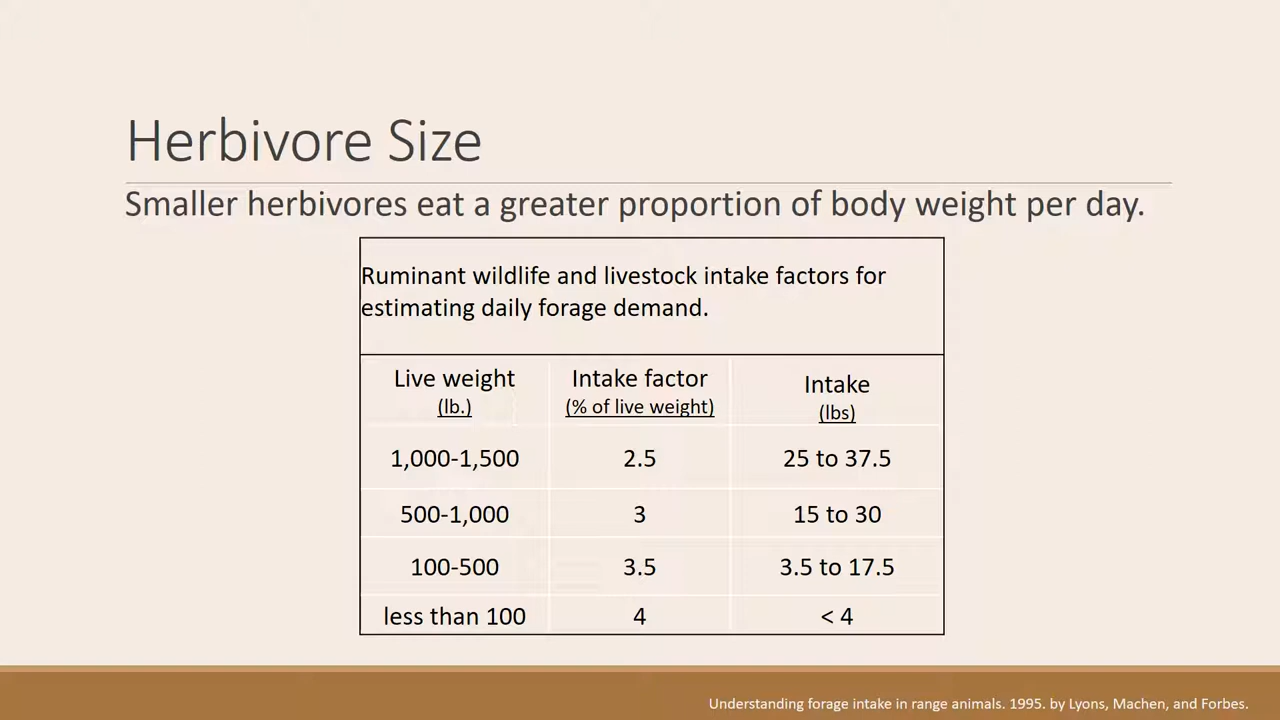 Herbivore Size
Smaller herbivores eat a greater proportion of body weight per day.
Ruminant wildlife and livestock intake factors for
estimating daily forage demand.
Live weight Intake factor Intake
(lb.) (% of live weight) (lbs)
1,000-1,500 2.5 25 to 37.5
500-1,000 3 15 to 30
100-500 3.5 3.5 to 17.5
less than 100 4 < 4
Understanding forage intake in range animals. 1995. by Lyons, Machen, and Forbes.